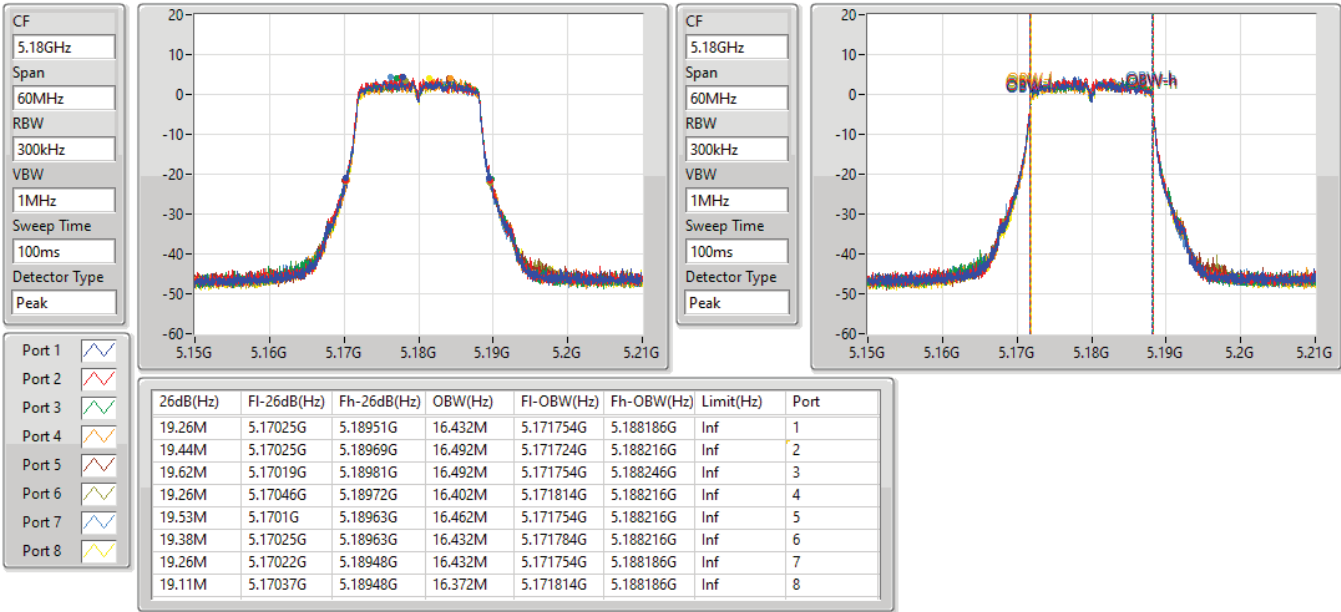 CF
5.18GHz
Span
60MHz
RBW
300kHz
VBW
1MHz
Sweep Time
100ms
Detector Type
Peak
20
10
0
-10
-20
-30
-40
-50
-60
5.15G 5.16G 5.17G 5.18G 5.19G 5.2G 5.21G
CF
5.18GHz
Span
60MHz
RBW
300kHz
VBW
1MHz
Sweep Time
100ms
Detector Type
Peak
20
10
0
-10
-20
-30
-40
-50
-60
OBW-h
5.15G 5.16G 5.17G 5.18G 5.19G 5.2G 5.21G
Port 1
Port 2
Port 3
Port 4
Port 5
Port 6
Port 7
Port 8
26dB(Hz) Fl-26dB(Hz) Fh-26dB(Hz) OBW(Hz) Fl-OBW(Hz) Fh-OBW(Hz) Limit(Hz) Port
19.26M 5.17025G 5.18951G 16.432M 5.171754G 5.188186G Inf 1
19.44M 5.17025G 5.18969G 16.492M 5.171724G 5.188216G Inf 2
19.62M 5.17019G 5.18981G 16.492M 5.171754G 5.188246G Inf 3
19.26M 5.17046G 5.18972G 16.402M 5.171814G 5.188216G Inf 4
19.53M 5.1701G 5.18963G 16.462M 5.171754G 5.188216G Inf 5
19.38M 5.17025G 5.18963G 16.432M 5.171784G 5.188216G Inf 6
19.26M 5.17022G 5.18948G 16.432M 5.171754G 5.188186G Inf 7
19.11M 5.17037G 5.18948G 16.372M 5.171814G 5.188186G Inf 8